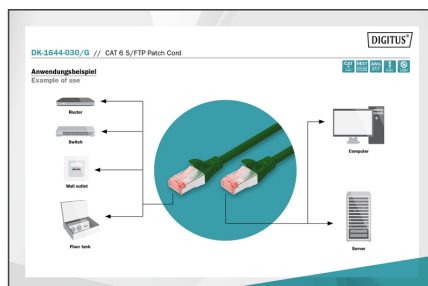 DIGITUS®
DK-1644-030/G // CAT 6 S/FTP Patch Cord
Anwendungsbeispiel
Example of use
Router
Switch
Wall outlet
Floor tank
Computer
Server